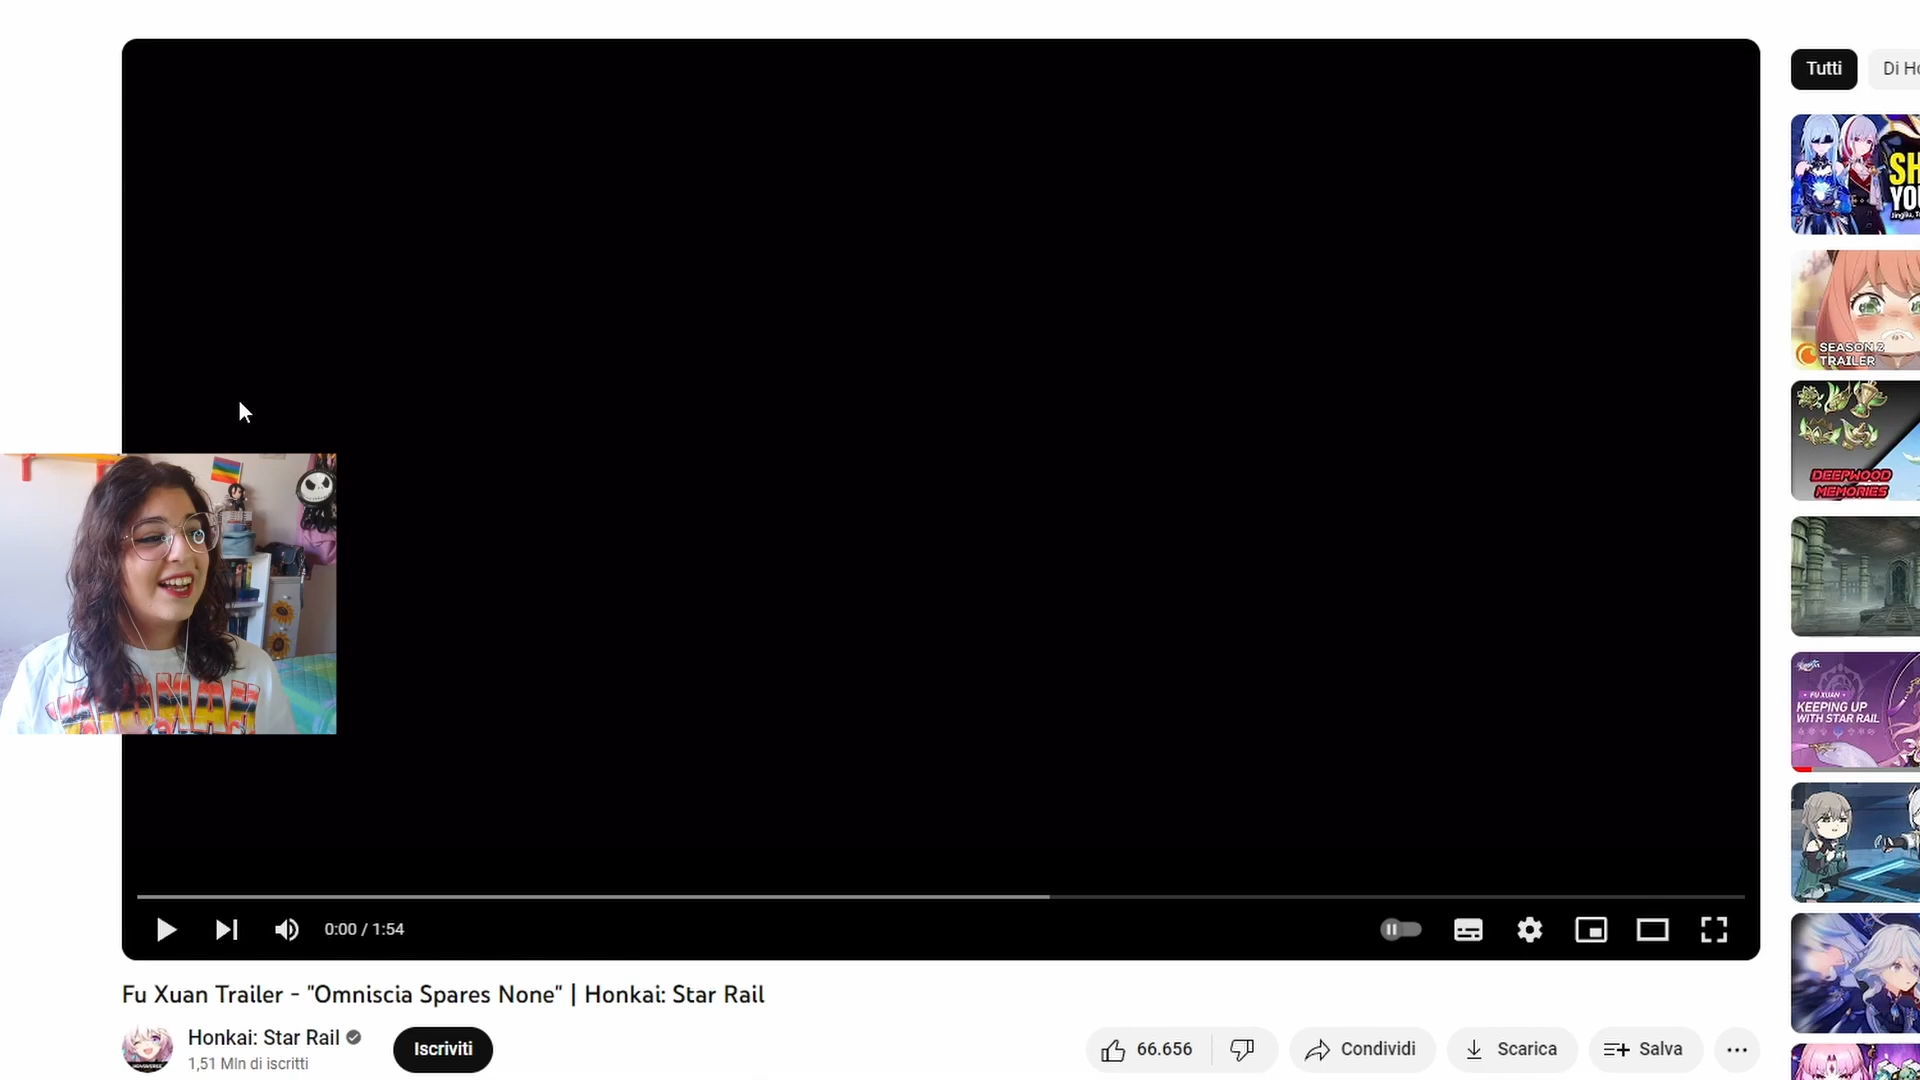 Tutti
Di Ho
SH
YOU
Jingliu, T
SEASON 2
TRAILER
DEEPWOOD
MEMORIES
• FU XUAN •
KEEPING UP
WITH STAR RAIL
0:00 / 1:54
Fu Xuan Trailer - "Omniscia Spares None" | Honkai: Star Rail
Honkai: Star Rail
1,51 Mln di iscritti
Iscriviti
66.656
Condividi
Scarica
Salva